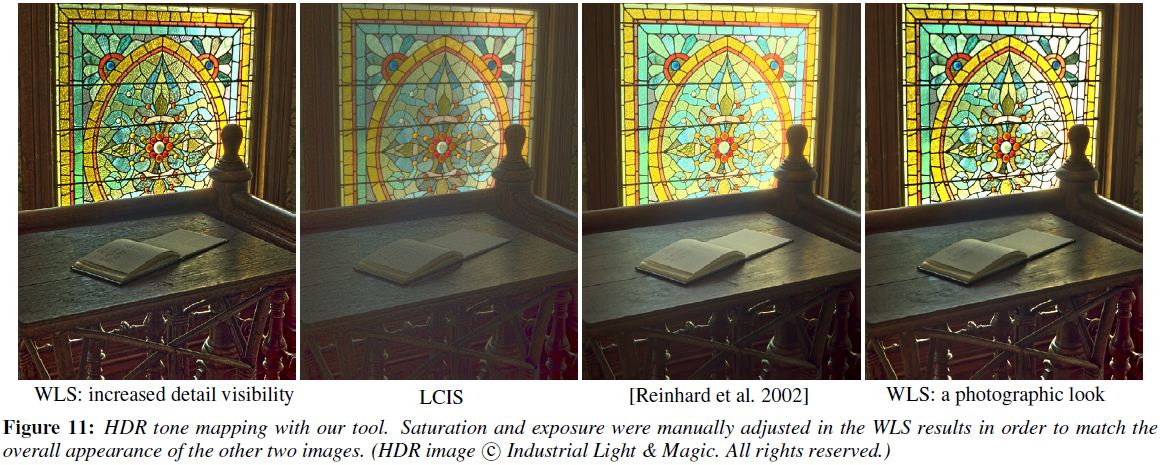 WLS: increased detail visibility
LCIS
[Reinhard et al. 2002]
WLS: a photographic look
Figure 11: HDR tone mapping with our tool. Saturation and exposure were manually adjusted in the WLS results in order to match the
overall appearance of the other two images. (HDR image ⓒ Industrial Light & Magic. All rights reserved.)